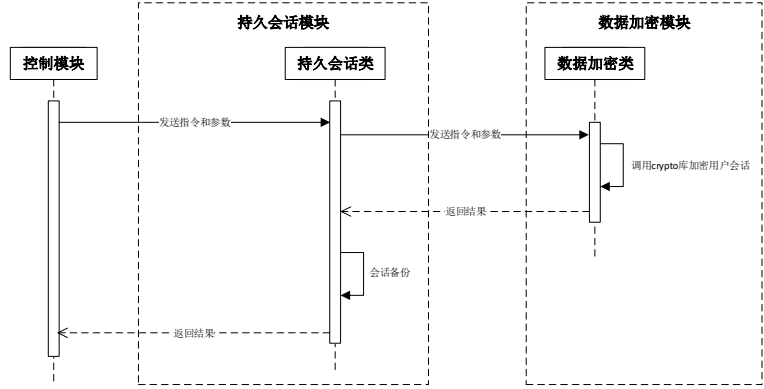 持久会话模块
数据加密模块
控制模块
持久会话类
数据加密类
发送指令和参数
发送指令和参数
调用crypto库加密用户会话
返回结果
会话备份
返回结果